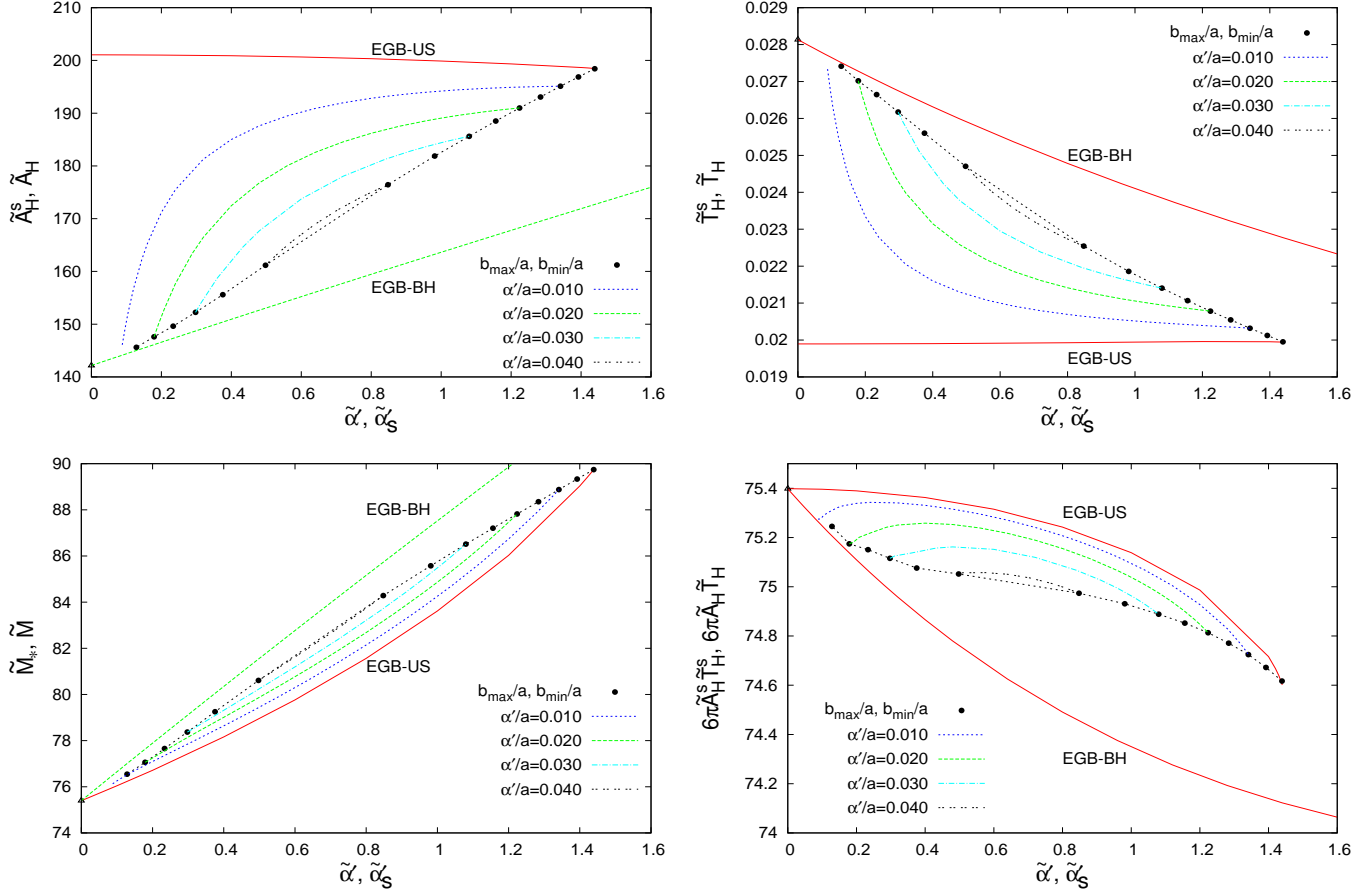 210
200
190
180
170
160
150
140
0 0.2 0.4 0.6 0.8 1 1.2 1.4 1.6
Ã_H^s, Ã_H
α̃′, α̃′_S
EGB-US
EGB-BH
b_max/a, b_min/a
α′/a=0.010
α′/a=0.020
α′/a=0.030
α′/a=0.040
0.029
0.028
0.027
0.026
0.025
0.024
0.023
0.022
0.021
0.02
0.019
0 0.2 0.4 0.6 0.8 1 1.2 1.4 1.6
T̃_H^s, T̃_H
α̃′, α̃′_S
b_max/a, b_min/a
α′/a=0.010
α′/a=0.020
α′/a=0.030
α′/a=0.040
EGB-BH
EGB-US
90
88
86
84
82
80
78
76
74
0 0.2 0.4 0.6 0.8 1 1.2 1.4 1.6
M̃_*, M̃
α̃′, α̃′_S
EGB-BH
EGB-US
b_max/a, b_min/a
α′/a=0.010
α′/a=0.020
α′/a=0.030
α′/a=0.040
75.4
75.2
75
74.8
74.6
74.4
74.2
74
0 0.2 0.4 0.6 0.8 1 1.2 1.4 1.6
6πÃ_H^s T̃_H^s, 6πÃ_H T̃_H
α̃′, α̃′_S
EGB-US
EGB-BH
b_max/a, b_min/a
α′/a=0.010
α′/a=0.020
α′/a=0.030
α′/a=0.040